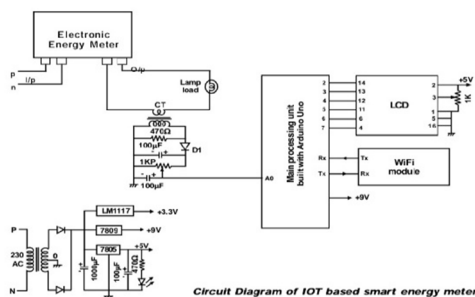 Electronic
Energy Meter
p
n
I/p
O/p
Lamp
load
CT
470Ω
100µF
D1
1KP
100µF
A0
Main processing unit
built with Arduino Uno
2
3
4
5
6
7
14
13
12
11
6
4
LCD
2
3
1
5
16
+5V
1K
Rx
Tx
Tx
Rx
WiFi
module
+9V
P
230
AC
N
0
LM1117
+3.3V
7809
+9V
7805
+5V
1000µF
100µF
470Ω
Circuit Diagram of IOT based smart energy meter